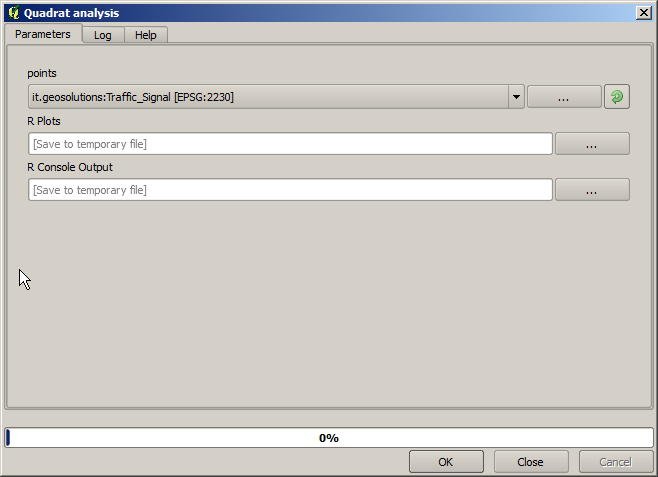 Quadrat analysis
Parameters Log Help
points
it.geosolutions:Traffic_Signal [EPSG:2230] ...
R Plots
[Save to temporary file] ...
R Console Output
[Save to temporary file] ...
0%
OK Close Cancel